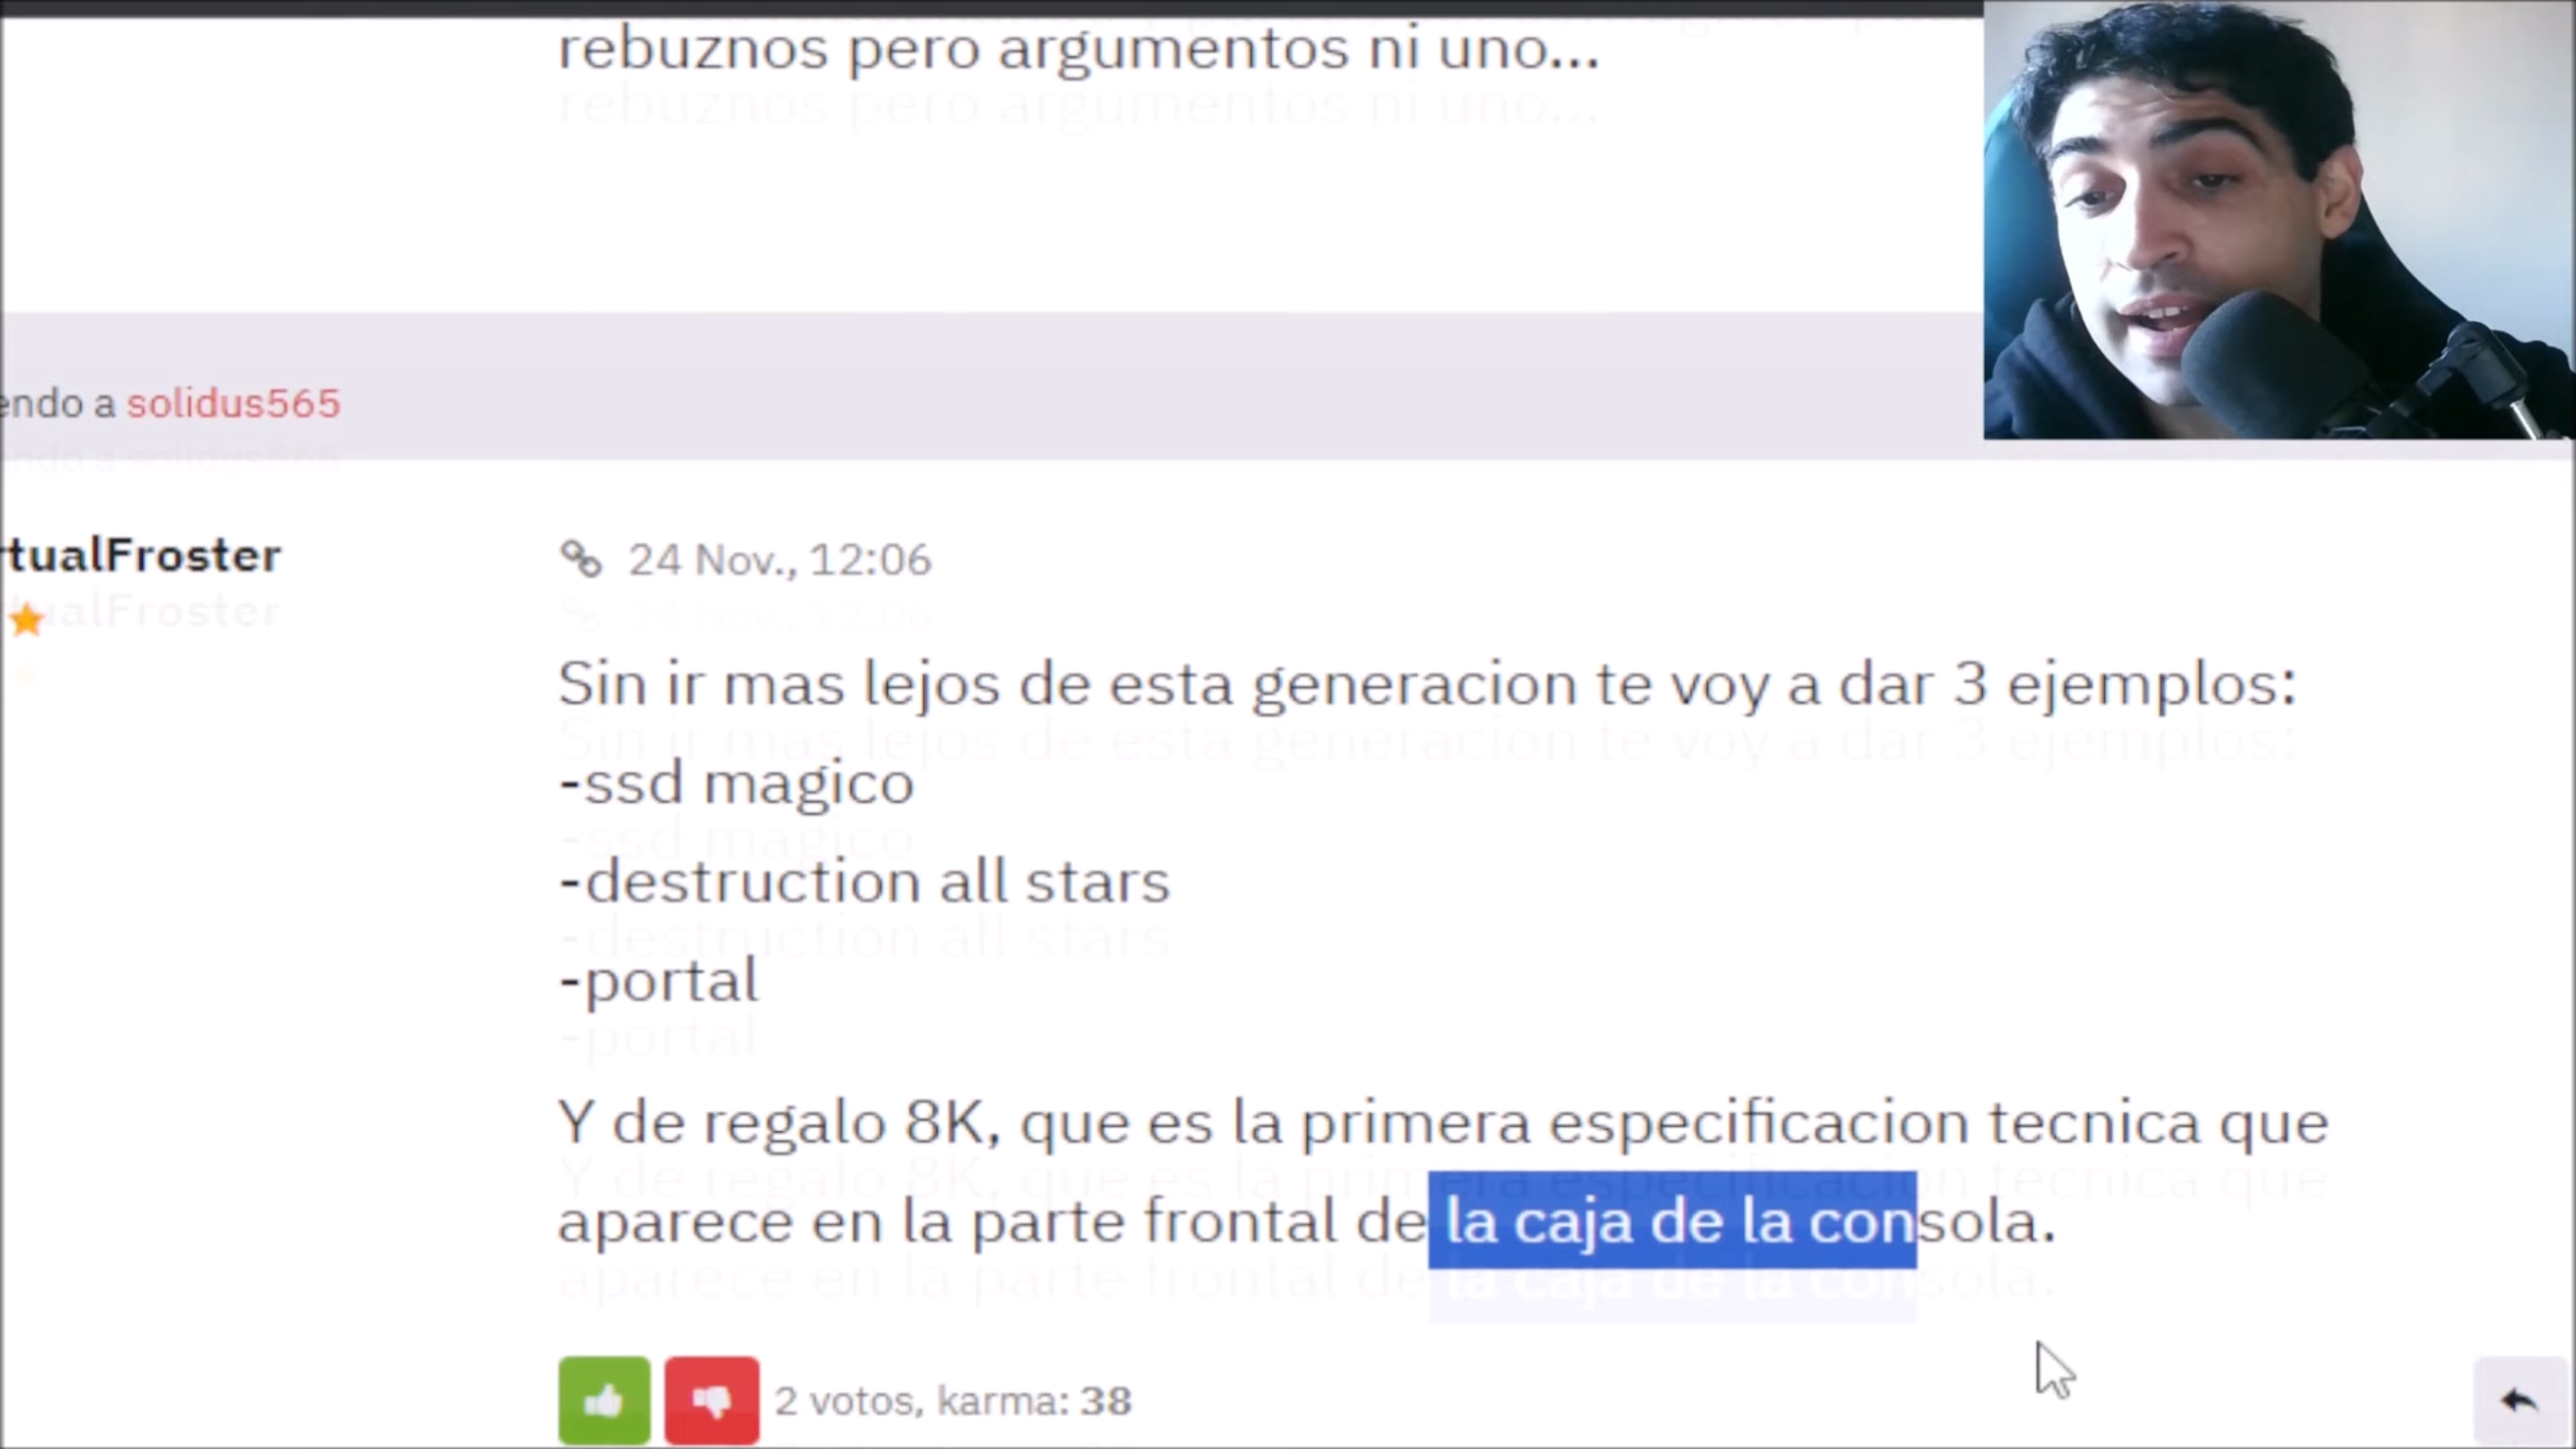 rebuznos pero argumentos ni uno...
endo a solidus565
tualFroster
24 Nov., 12:06
Sin ir mas lejos de esta generacion te voy a dar 3 ejemplos:
-ssd magico
-destruction all stars
-portal
Y de regalo 8K, que es la primera especificacion tecnica que
aparece en la parte frontal de la caja de la consola.
2 votos, karma: 38